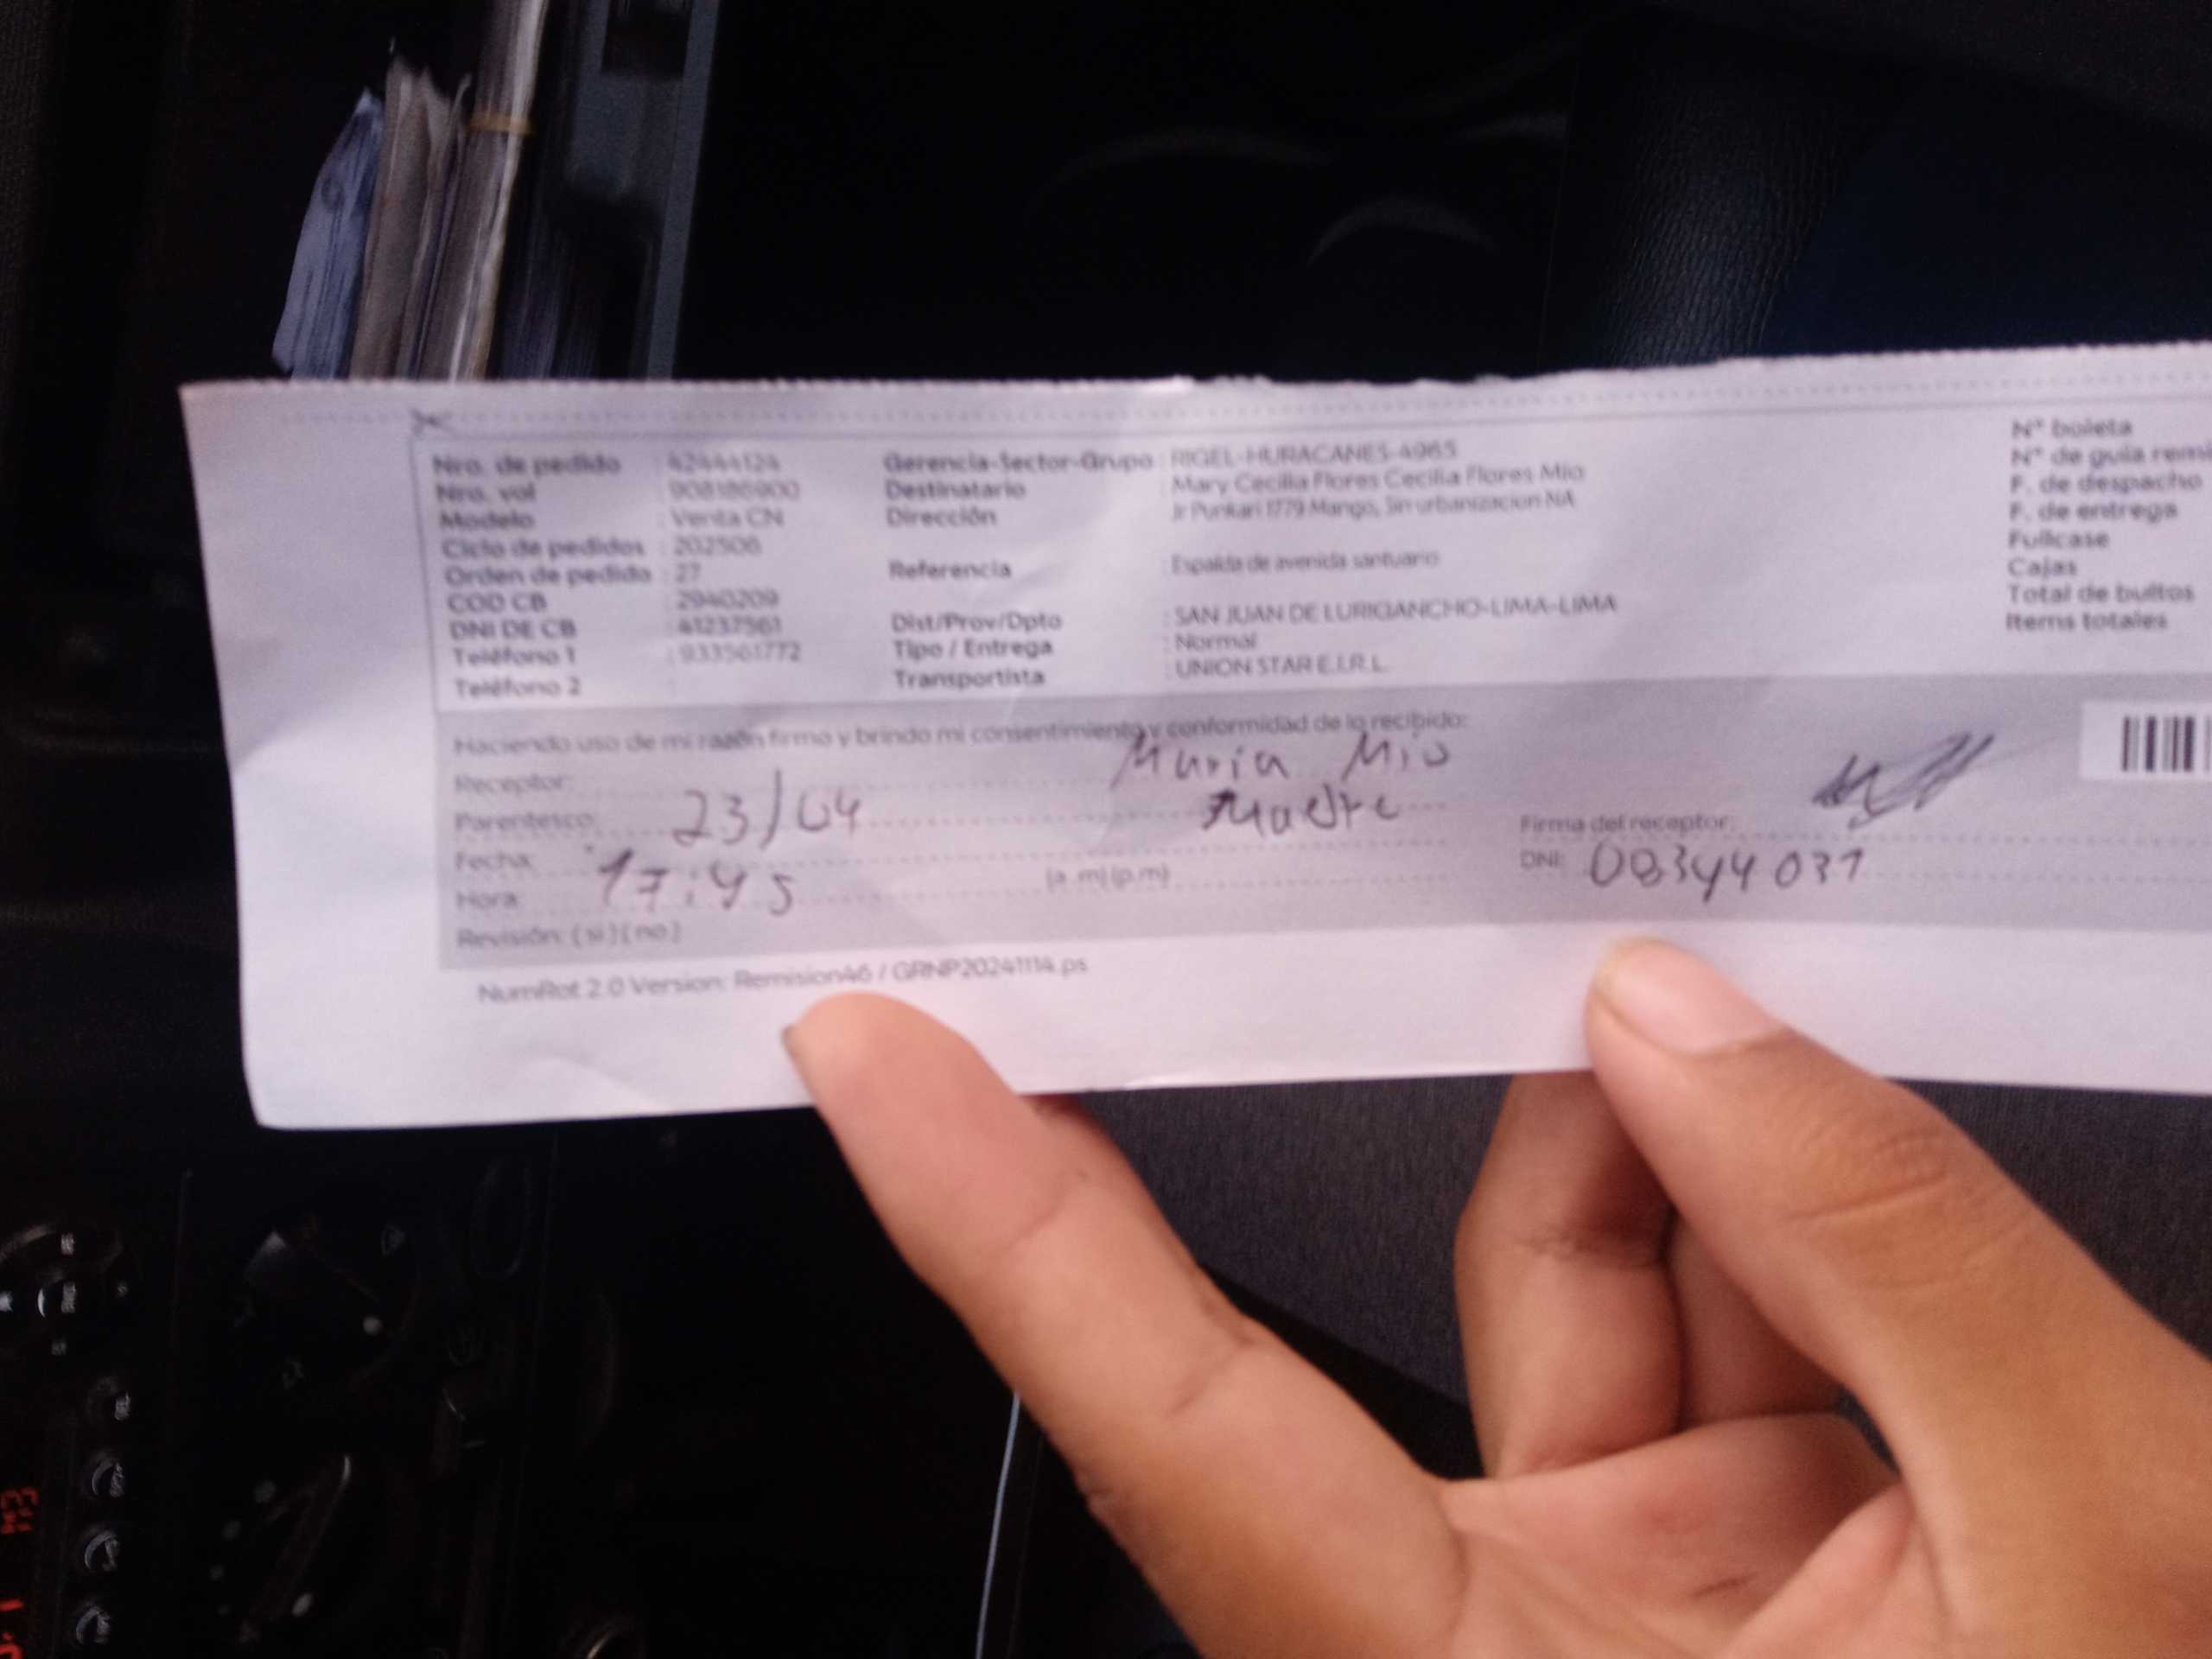 Nro. de pedido : 42444124
Nro. vol : 908186900
Modelo : Venta CN
Ciclo de pedidos : 202506
Orden de pedido : 27
COD CB : 2940209
DNI DE CB : 41237561
Teléfono 1 : 933561772
Teléfono 2 :
Gerencia-Sector-Grupo : RIGEL-HURACANES-4965
Destinatario : Mary Cecilia Flores Cecilia Flores Mio
Dirección : Jr Punkari 1779 Mango, Sin urbanizacion NA
Referencia : Espalda de avenida santuario
Dist/Prov/Dpto : SAN JUAN DE LURIGANCHO-LIMA-LIMA
Tipo / Entrega : Normal
Transportista : UNION STAR E.I.R.L.
N° boleta
N° de guía remi
F. de despacho
F. de entrega
Fullcase
Cajas
Total de bultos
Items totales
Haciendo uso de mi razón firmo y brindo mi consentimiento y conformidad de lo recibido:
Receptor: Maria Mio
Parentesco: Madre
Fecha: 23/04
Hora: 17:45 (a.m) (p.m)
Revisión: (si) (no)
Firma del receptor:
DNI: 08344031
NumRot 2.0 Version: Remision46 / GRNP20241114.ps